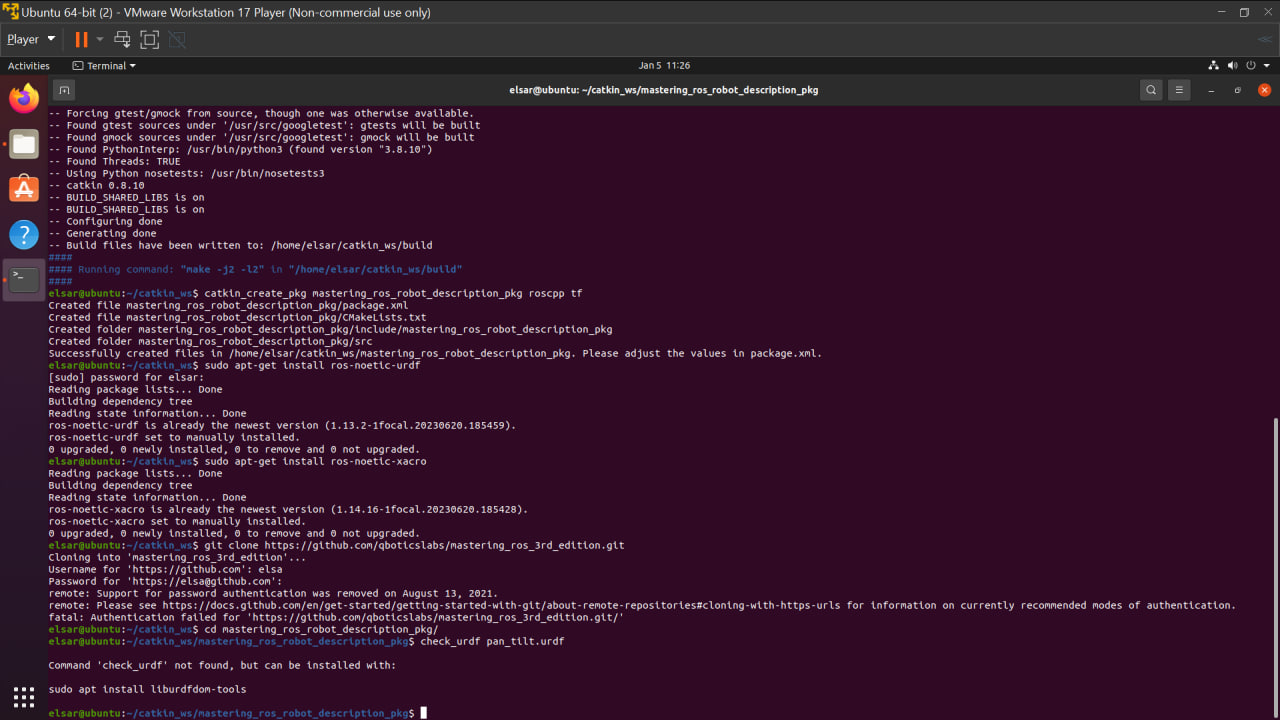 Ubuntu 64-bit (2) - VMware Workstation 17 Player (Non-commercial use only)
Player
Activities
Terminal
Jan 5 11:26
elsar@ubuntu: ~/catkin_ws/mastering_ros_robot_description_pkg
-- Forcing gtest/gmock from source, though one was otherwise available.
-- Found gtest sources under '/usr/src/googletest': gtests will be built
-- Found gmock sources under '/usr/src/googletest': gmock will be built
-- Found PythonInterp: /usr/bin/python3 (found version "3.8.10")
-- Found Threads: TRUE
-- Using Python nosetests: /usr/bin/nosetests3
-- catkin 0.8.10
-- BUILD_SHARED_LIBS is on
-- BUILD_SHARED_LIBS is on
-- Configuring done
-- Generating done
-- Build files have been written to: /home/elsar/catkin_ws/build
####
#### Running command: "make -j2 -l2" in "/home/elsar/catkin_ws/build"
####
elsar@ubuntu:~/catkin_ws$ catkin_create_pkg mastering_ros_robot_description_pkg roscpp tf
Created file mastering_ros_robot_description_pkg/package.xml
Created file mastering_ros_robot_description_pkg/CMakeLists.txt
Created folder mastering_ros_robot_description_pkg/include/mastering_ros_robot_description_pkg
Created folder mastering_ros_robot_description_pkg/src
Successfully created files in /home/elsar/catkin_ws/mastering_ros_robot_description_pkg. Please adjust the values in package.xml.
elsar@ubuntu:~/catkin_ws$ sudo apt-get install ros-noetic-urdf
[sudo] password for elsar:
Reading package lists... Done
Building dependency tree
Reading state information... Done
ros-noetic-urdf is already the newest version (1.13.2-1focal.20230620.185459).
ros-noetic-urdf set to manually installed.
0 upgraded, 0 newly installed, 0 to remove and 0 not upgraded.
elsar@ubuntu:~/catkin_ws$ sudo apt-get install ros-noetic-xacro
Reading package lists... Done
Building dependency tree
Reading state information... Done
ros-noetic-xacro is already the newest version (1.14.16-1focal.20230620.185428).
ros-noetic-xacro set to manually installed.
0 upgraded, 0 newly installed, 0 to remove and 0 not upgraded.
elsar@ubuntu:~/catkin_ws$ git clone https://github.com/qboticslabs/mastering_ros_3rd_edition.git
Cloning into 'mastering_ros_3rd_edition'...
Username for 'https://github.com': elsa
Password for 'https://elsa@github.com':
remote: Support for password authentication was removed on August 13, 2021.
remote: Please see https://docs.github.com/en/get-started/getting-started-with-git/about-remote-repositories#cloning-with-https-urls for information on currently recommended modes of authentication.
fatal: Authentication failed for 'https://github.com/qboticslabs/mastering_ros_3rd_edition.git/'
elsar@ubuntu:~/catkin_ws$ cd mastering_ros_robot_description_pkg/
elsar@ubuntu:~/catkin_ws/mastering_ros_robot_description_pkg$ check_urdf pan_tilt.urdf
Command 'check_urdf' not found, but can be installed with:
sudo apt install liburdfdom-tools
elsar@ubuntu:~/catkin_ws/mastering_ros_robot_description_pkg$